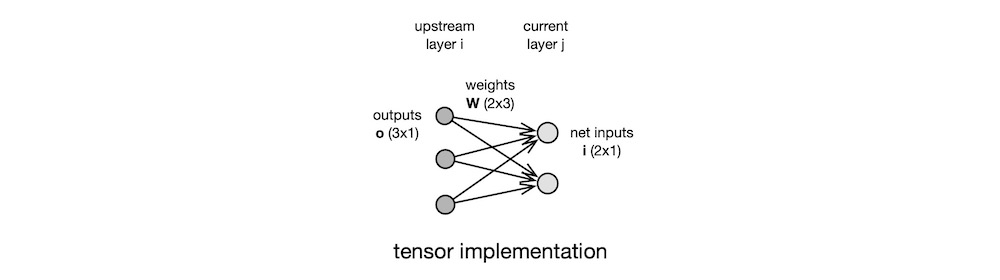 upstream
layer i
current
layer j
weights
W (2x3)
outputs
o (3x1)
net inputs
i (2x1)
tensor implementation